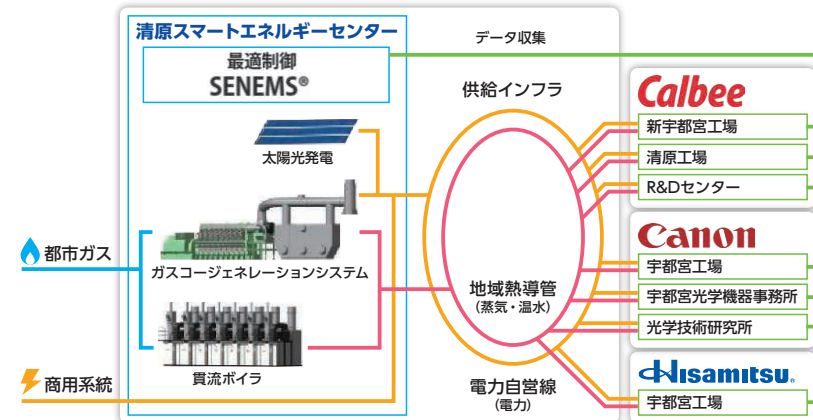 清原スマートエネルギーセンター
最適制御
SENEMS®
データ収集
供給インフラ
太陽光発電
都市ガス
ガスコージェネレーションシステム
貫流ボイラ
商用系統
地域熱導管
(蒸気・温水)
電力自営線
(電力)
Calbee
新宇都宮工場
清原工場
R&Dセンター
Canon
宇都宮工場
宇都宮光学機器事務所
光学技術研究所
Hisamitsu.
宇都宮工場